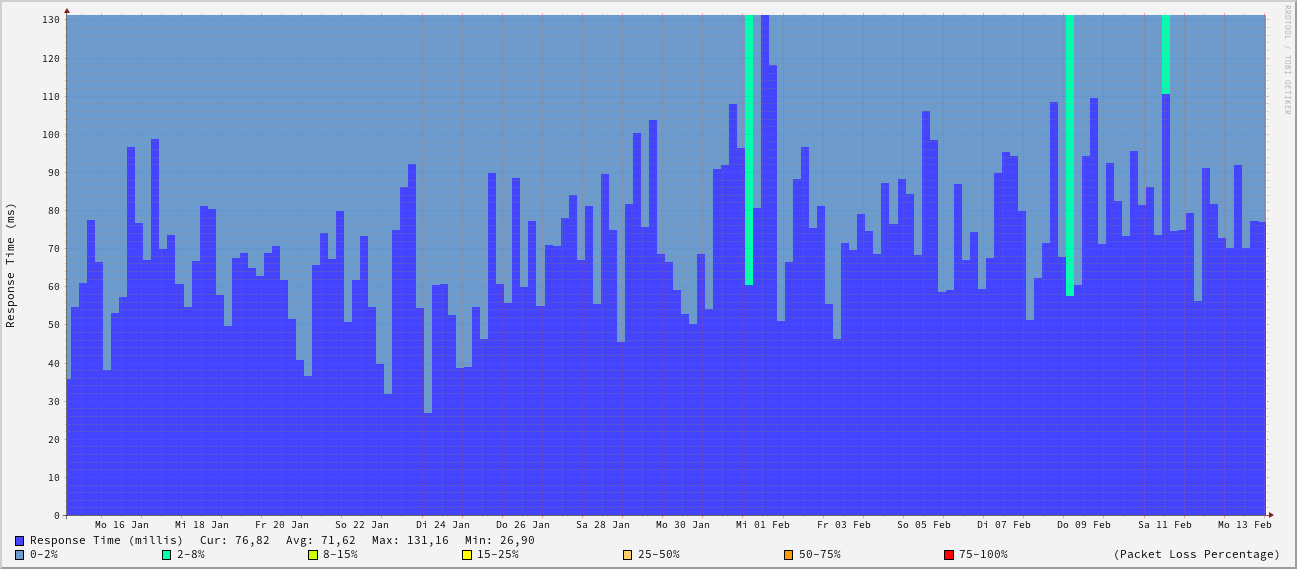 RRDTOOL / TOBI OETIKER
Response Time (ms)
130
120
110
100
90
80
70
60
50
40
30
20
10
0
Mo 16 Jan Mi 18 Jan Fr 20 Jan So 22 Jan Di 24 Jan Do 26 Jan Sa 28 Jan Mo 30 Jan Mi 01 Feb Fr 03 Feb So 05 Feb Di 07 Feb Do 09 Feb Sa 11 Feb Mo 13 Feb
Response Time (millis) Cur: 76,82 Avg: 71,62 Max: 131,16 Min: 26,90
0-2% 2-8% 8-15% 15-25% 25-50% 50-75% 75-100% (Packet Loss Percentage)